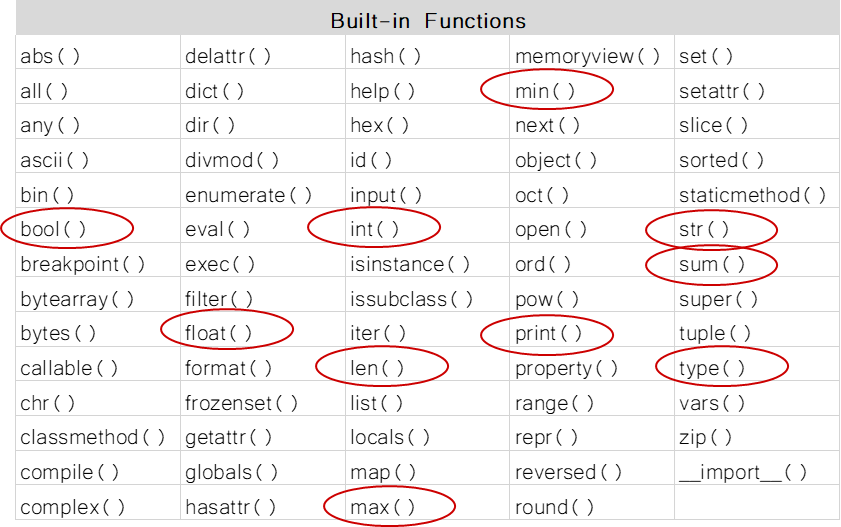 Built-in Functions
abs() delattr() hash() memoryview() set()
all() dict() help() min() setattr()
any() dir() hex() next() slice()
ascii() divmod() id() object() sorted()
bin() enumerate() input() oct() staticmethod()
bool() eval() int() open() str()
breakpoint() exec() isinstance() ord() sum()
bytearray() filter() issubclass() pow() super()
bytes() float() iter() print() tuple()
callable() format() len() property() type()
chr() frozenset() list() range() vars()
classmethod() getattr() locals() repr() zip()
compile() globals() map() reversed() __import__()
complex() hasattr() max() round()